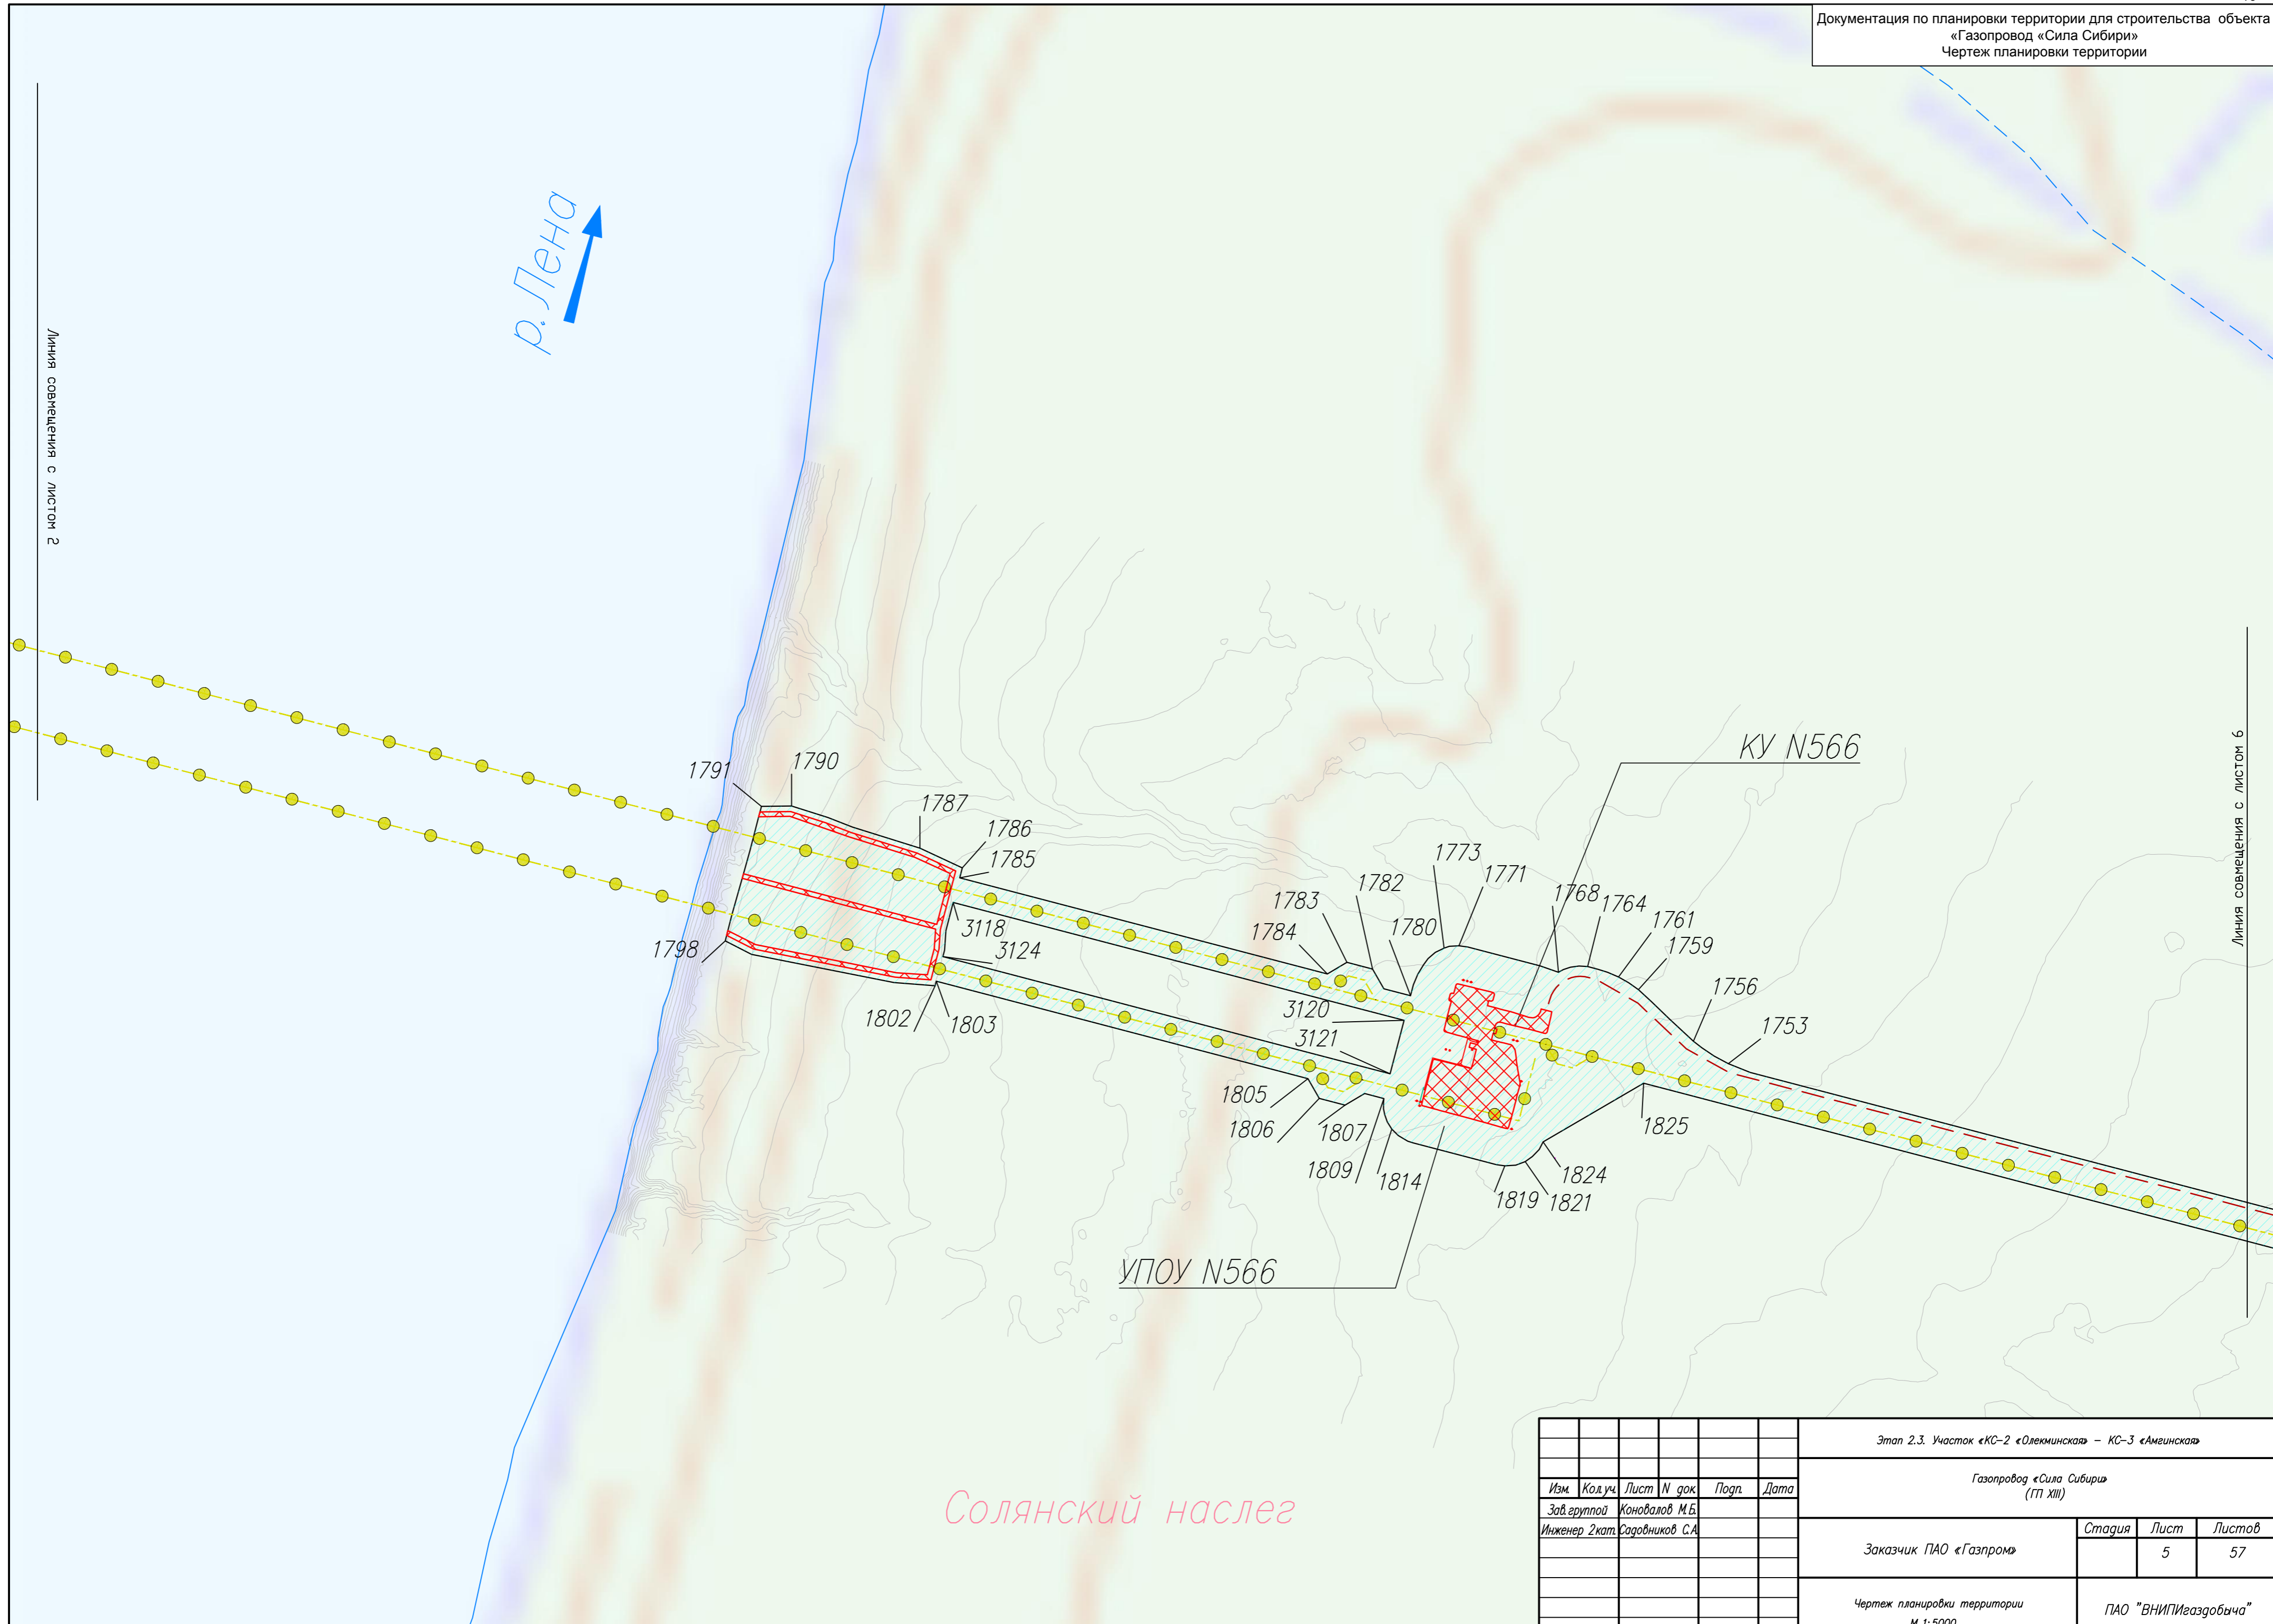 Документация по планировки территории для строительства объекта
«Газопровод «Сила Сибири»
Чертеж планировки территории
р. Лена
Линия совмещения с листом 2
Линия совмещения с листом 6
КУ N566
1791
1790
1787
1786
1785
1773
1771
1782
1783
1784
1780
1768
1764
1761
1759
1756
1753
1798
3118
3124
1802
1803
3120
3121
1805
1806
1807
1809
1814
1825
1824
1819
1821
УПОУ N566
Солянский наслег
Этап 2.3. Участок «КС-2 «Олекминская» - КС-3 «Амгинская»
Газопровод «Сила Сибири»
(ГП XIII)
Изм. Кол.уч. Лист N док. Подп. Дата
Зав.группой Коновалов М.Б.
Инженер 2кат. Садовников С.А.
Заказчик ПАО «Газпром»
Стадия Лист Листов
5 57
Чертеж планировки территории
М 1:5000
ПАО "ВНИПИгаздобыча"